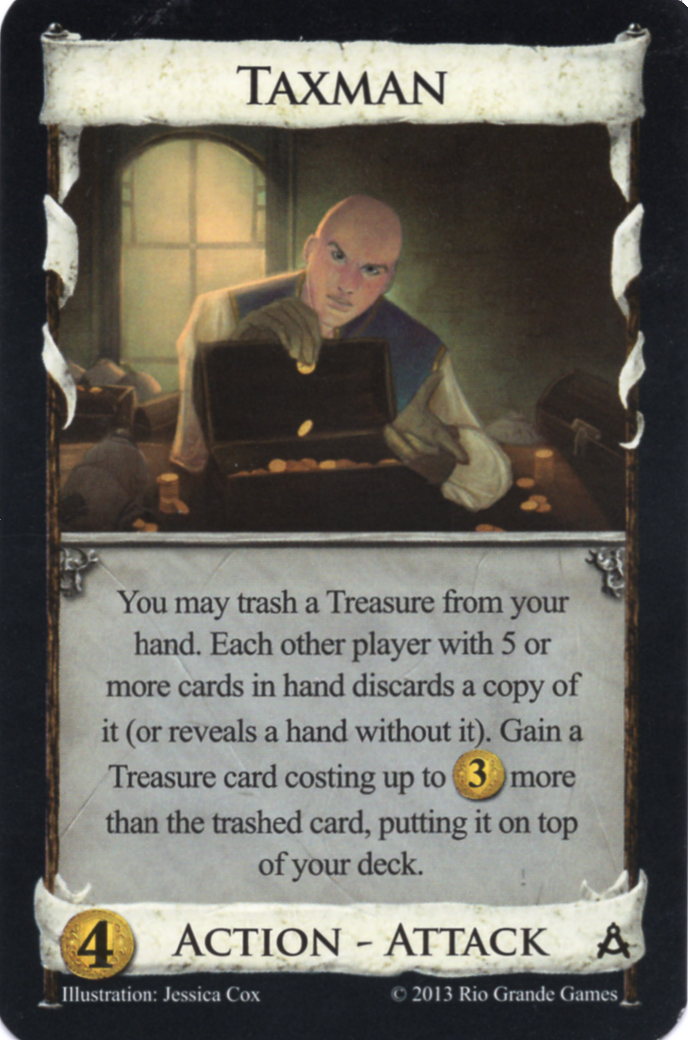 TAXMAN
You may trash a Treasure from your
hand. Each other player with 5 or
more cards in hand discards a copy of
it (or reveals a hand without it). Gain a
Treasure card costing up to 3 more
than the trashed card, putting it on top
of your deck.
4 ACTION - ATTACK
Illustration: Jessica Cox © 2013 Rio Grande Games